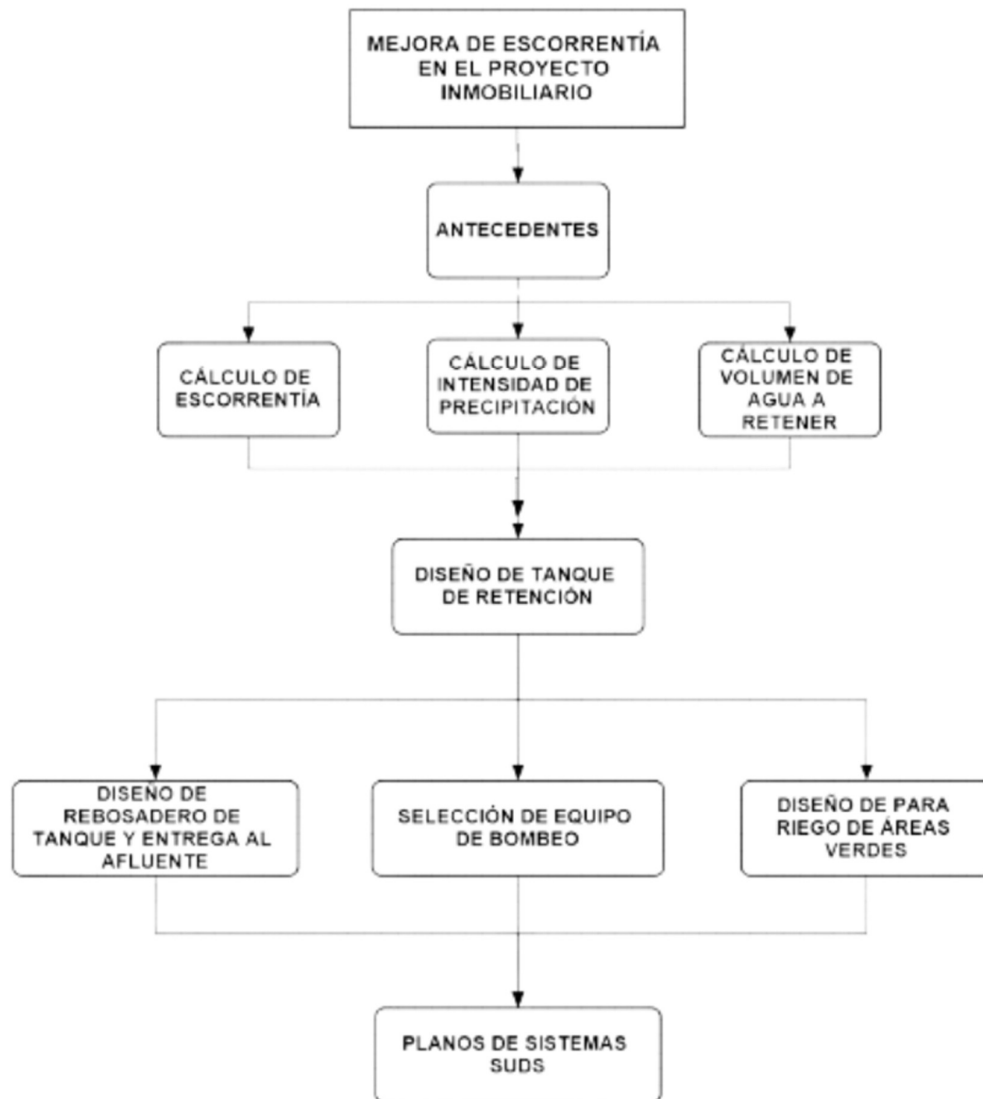 MEJORA DE ESCORRENTÍA
EN EL PROYECTO
INMOBILIARIO
ANTECEDENTES
CÁLCULO DE
ESCORRENTÍA
CÁLCULO DE
INTENSIDAD DE
PRECIPITACIÓN
CÁLCULO DE
VOLUMEN DE
AGUA A
RETENER
DISEÑO DE TANQUE
DE RETENCIÓN
DISEÑO DE
REBOSADERO DE
TANQUE Y ENTREGA AL
AFLUENTE
SELECCIÓN DE EQUIPO
DE BOMBEO
DISEÑO DE PARA
RIEGO DE ÁREAS
VERDES
PLANOS DE SISTEMAS
SUDS